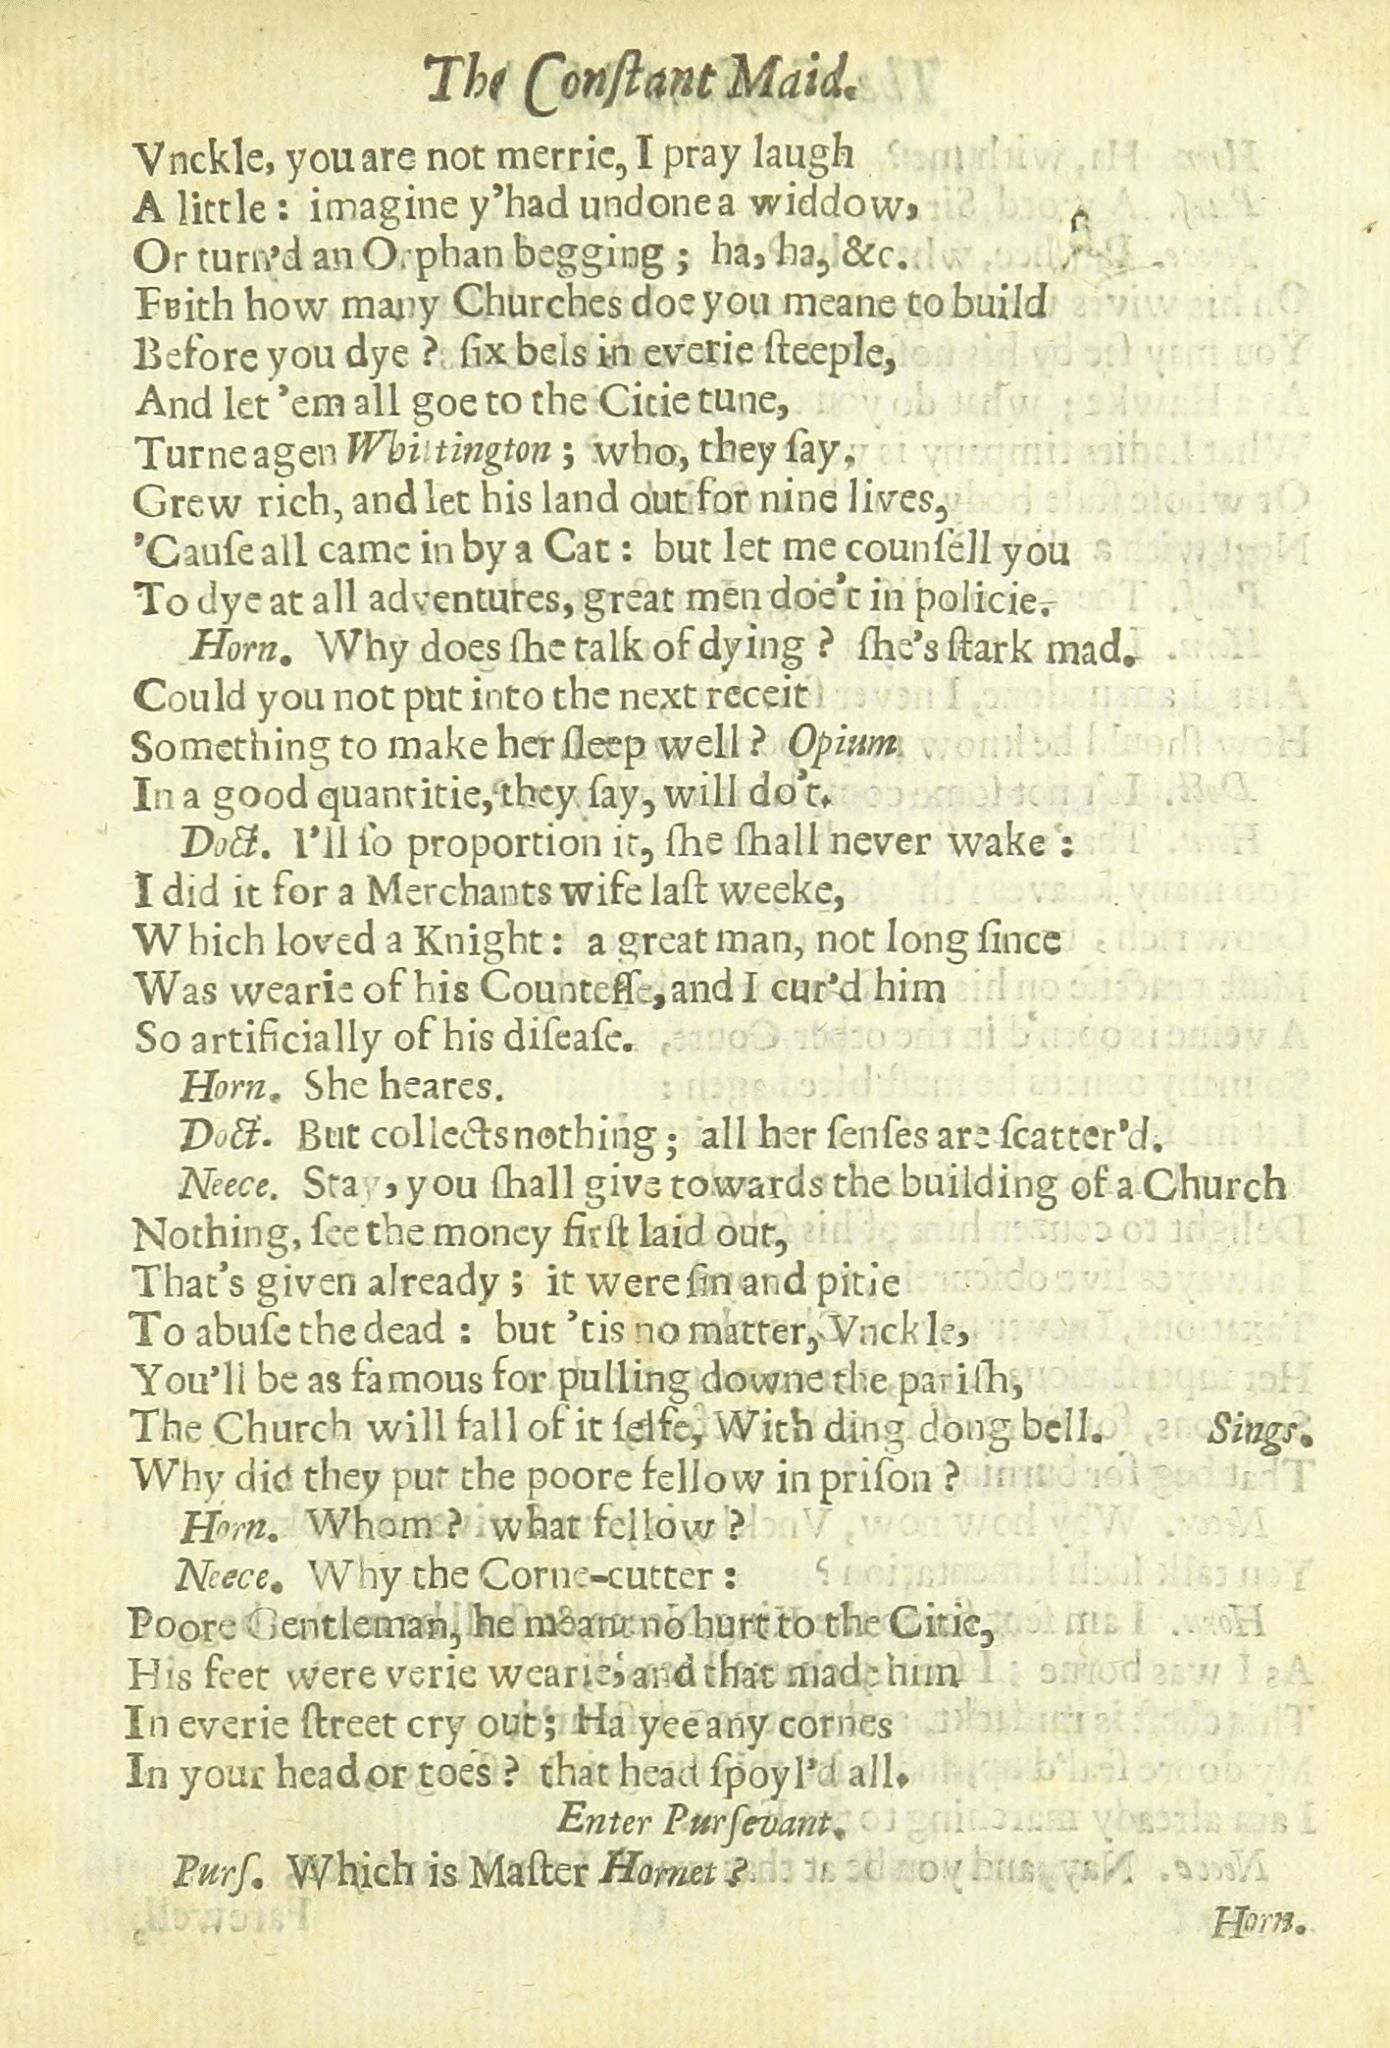 The Conſtant Maid.
Vnckle, you are not merrie, I pray laugh
A little: imagine y'had undone a widdow,
Or turn'd an Orphan begging; ha, ha, &c.
Faith how many Churches doe you meane to build
Before you dye? ſix bels in everie ſteeple,
And let 'em all goe to the Citie tune,
Turne agen Whittington; who, they ſay,
Grew rich, and let his land out for nine lives,
'Cauſe all came in by a Cat: but let me counſell you
To dye at all adventures, great men doe't in policie.
Horn. Why does ſhe talk of dying? ſhe's ſtark mad.
Could you not put into the next receit
Something to make her ſleep well? Opium
In a good quantitie, they ſay, will do't.
Doct. I'll ſo proportion it, ſhe ſhall never wake:
I did it for a Merchants wife laſt weeke,
Which loved a Knight: a great man, not long ſince
Was wearie of his Counteſſe, and I cur'd him
So artificially of his diſeaſe.
Horn. She heares.
Doct. But collects nothing; all her ſenſes are ſcatter'd.
Neece. Stay, you ſhall give towards the building of a Church
Nothing, ſee the money firſt laid out,
That's given already; it were ſin and pitie
To abuſe the dead: but 'tis no matter, Vnckle,
You'll be as famous for pulling downe the pariſh,
The Church will fall of it ſelfe, With ding dong bell. Sings.
Why did they put the poore fellow in priſon?
Horn. Whom? what fellow?
Neece. Why the Corne-cutter:
Poore Gentleman, he meant no hurt to the Citie,
His feet were verie wearie, and that made him
In everie ſtreet cry out; Ha yee any cornes
In your head or toes? that head ſpoyl'd all.
Enter Purſevant.
Purſ. Which is Maſter Hornet?
Horn.